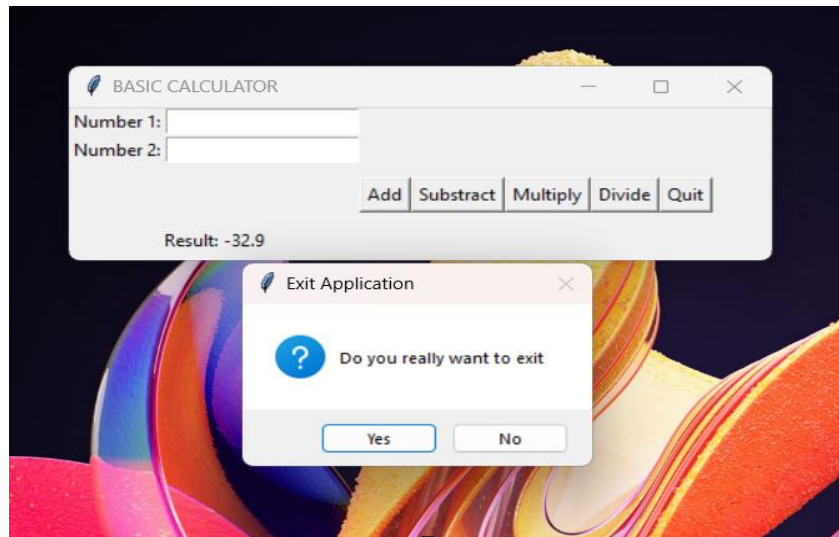 BASIC CALCULATOR
Number 1:
Number 2:
Add Substract Multiply Divide Quit
Result: -32.9
Exit Application
Do you really want to exit
Yes No